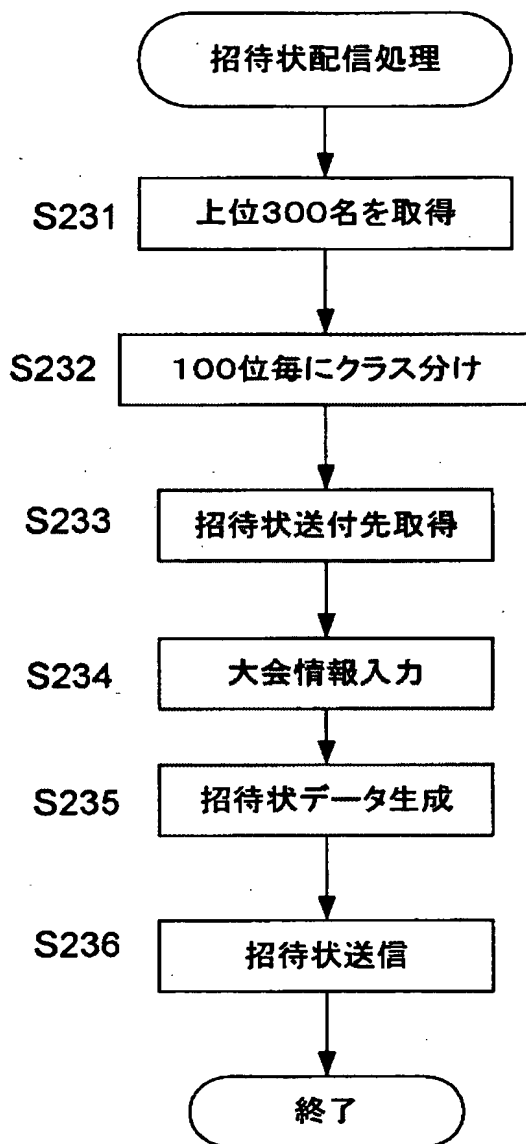 招待状配信処理
S231
上位300名を取得
S232
100位毎にクラス分け
S233
招待状送付先取得
S234
大会情報入力
S235
招待状データ生成
S236
招待状送信
終了